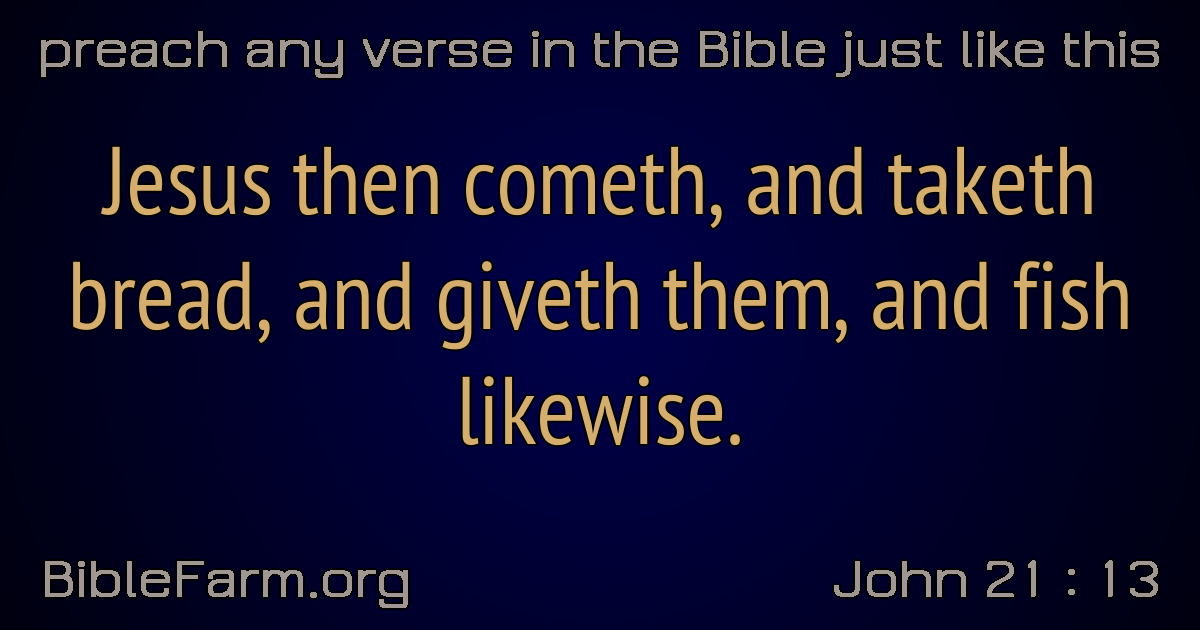 preach any verse in the Bible just like this
Jesus then cometh, and taketh
bread, and giveth them, and fish
likewise.
BibleFarm.org
John 21 : 13